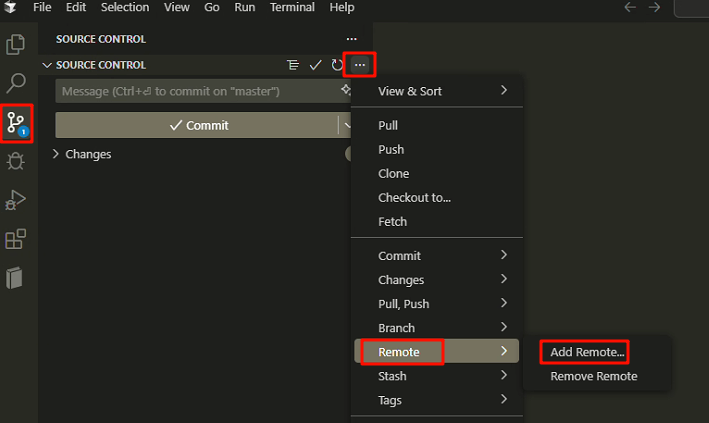 File Edit Selection View Go Run Terminal Help
SOURCE CONTROL
SOURCE CONTROL
Message (Ctrl+⏎ to commit on "master")
Commit
Changes
1
View & Sort
Pull
Push
Clone
Checkout to...
Fetch
Commit
Changes
Pull, Push
Branch
Remote
Add Remote...
Stash
Remove Remote
Tags